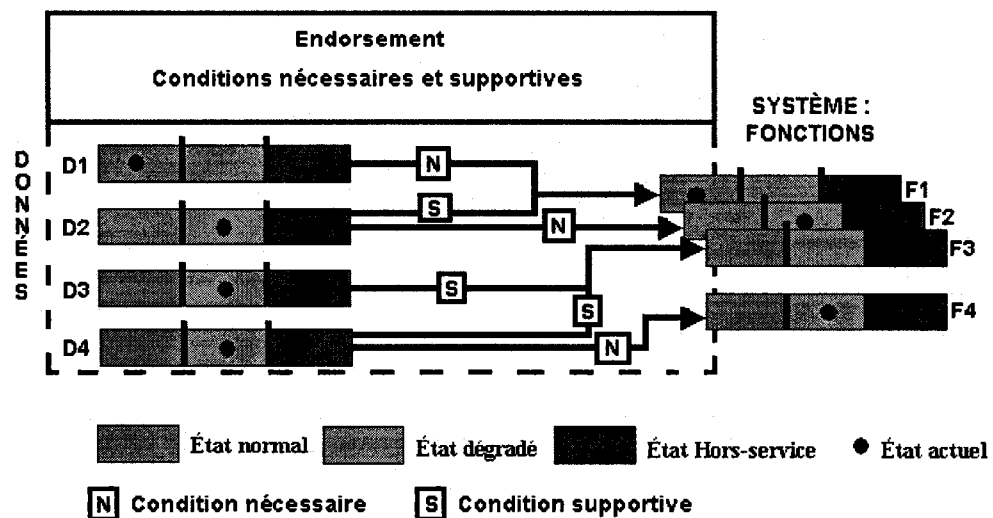 Endorsement
Conditions nécessaires et supportives
SYSTÈME :
FONCTIONS
DONNÉES
D1
N
S
D2
N
D3
S
S
D4
N
F1
F2
F3
F4
État normal
État dégradé
État Hors-service
État actuel
N Condition nécessaire
S Condition supportive